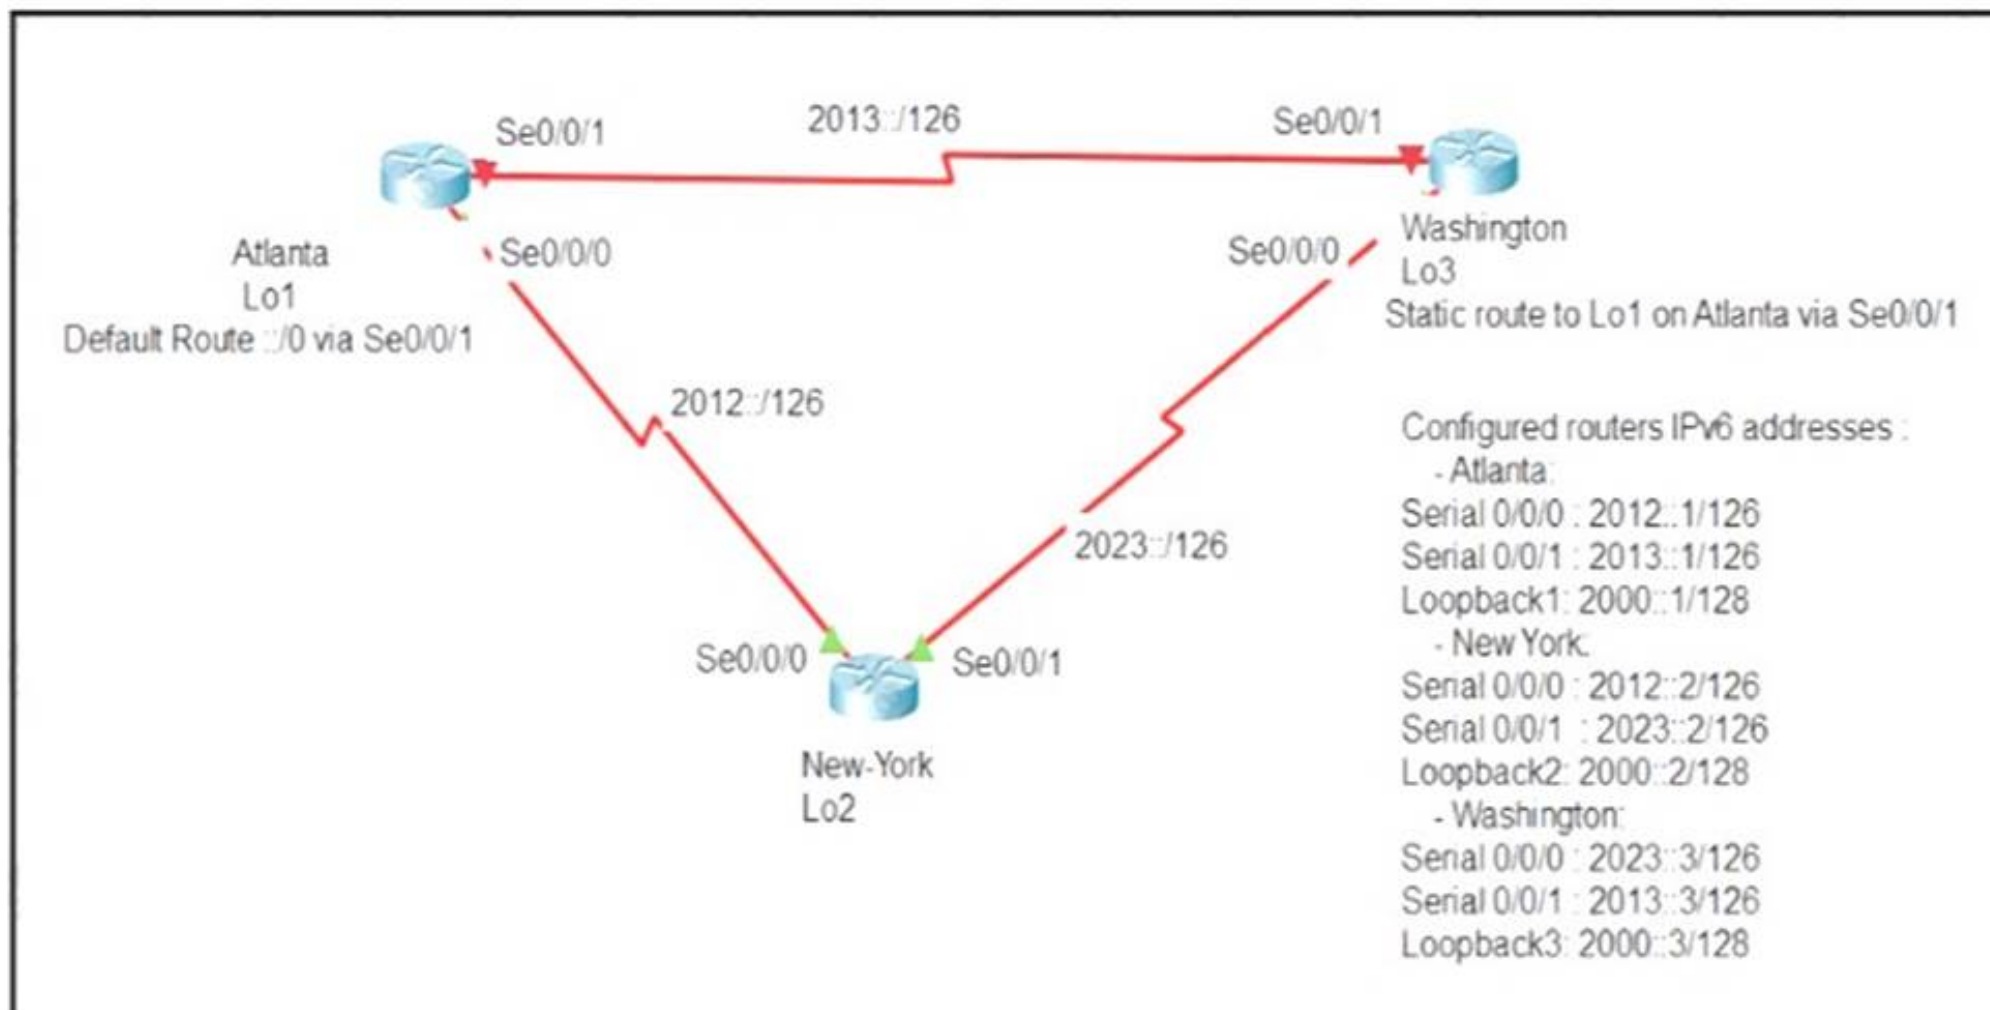 Se0/0/1
2013::/126
Se0/0/1
Atlanta
Lo1
Default Route ::/0 via Se0/0/1
Se0/0/0
Se0/0/0
Washington
Lo3
Static route to Lo1 on Atlanta via Se0/0/1
2012::/126
2023::/126
Se0/0/0
Se0/0/1
New-York
Lo2
Configured routers IPv6 addresses :
- Atlanta:
Serial 0/0/0 : 2012::1/126
Serial 0/0/1 : 2013::1/126
Loopback1: 2000::1/128
- New York:
Serial 0/0/0 : 2012::2/126
Serial 0/0/1 : 2023::2/126
Loopback2: 2000::2/128
- Washington:
Serial 0/0/0 : 2023::3/126
Serial 0/0/1 : 2013::3/126
Loopback3: 2000::3/128